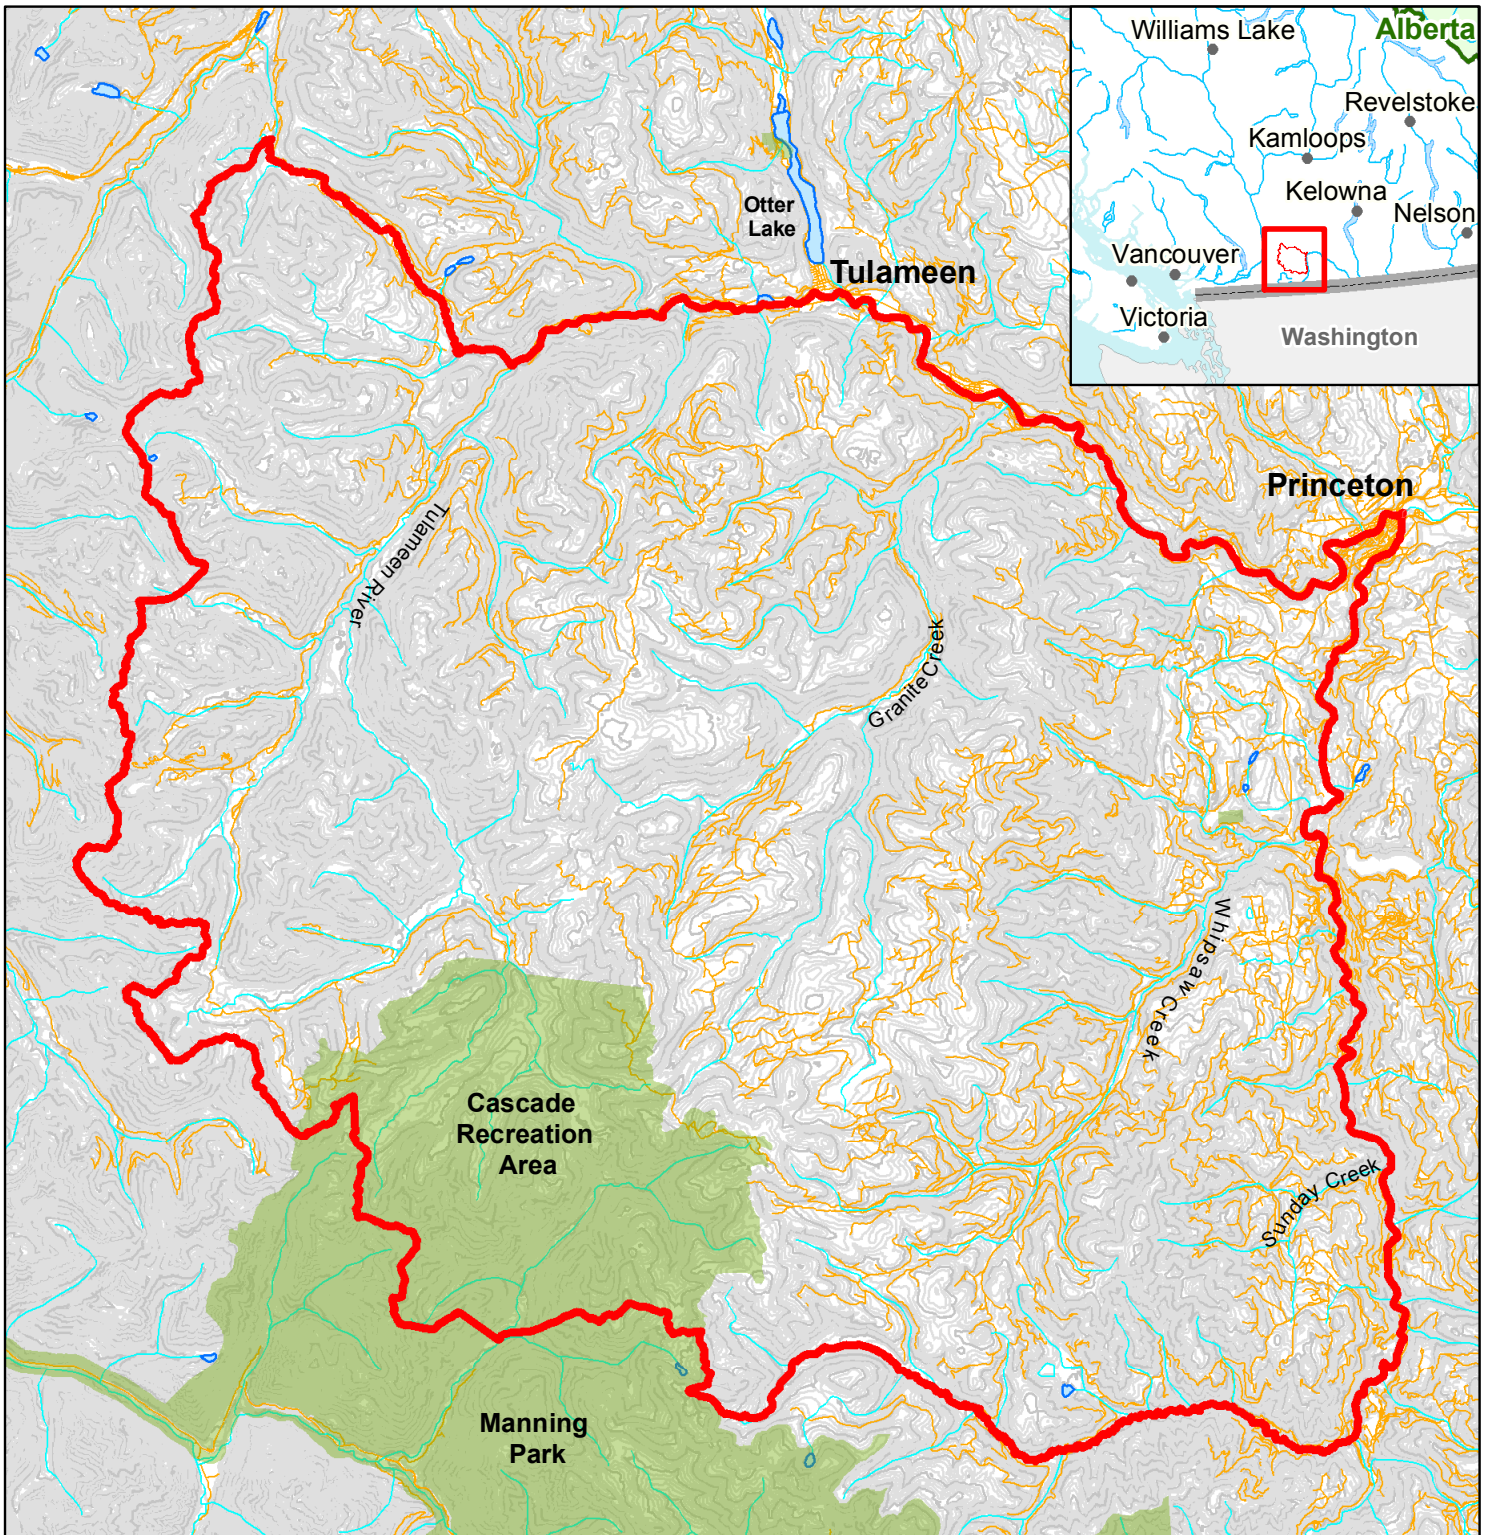 Williams Lake
Alberta
Revelstoke
Kamloops
Kelowna
Nelson
Vancouver
Victoria
Washington
Otter
Lake
Tulameen
Princeton
Tulameen River
Granite Creek
Whipsaw Creek
Cascade
Recreation
Area
Sunday Creek
Manning
Park